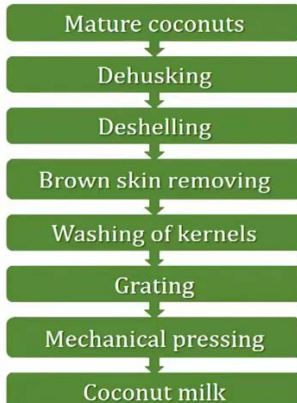 Mature coconuts
Dehusking
Deshelling
Brown skin removing
Washing of kernels
Grating
Mechanical pressing
Coconut milk